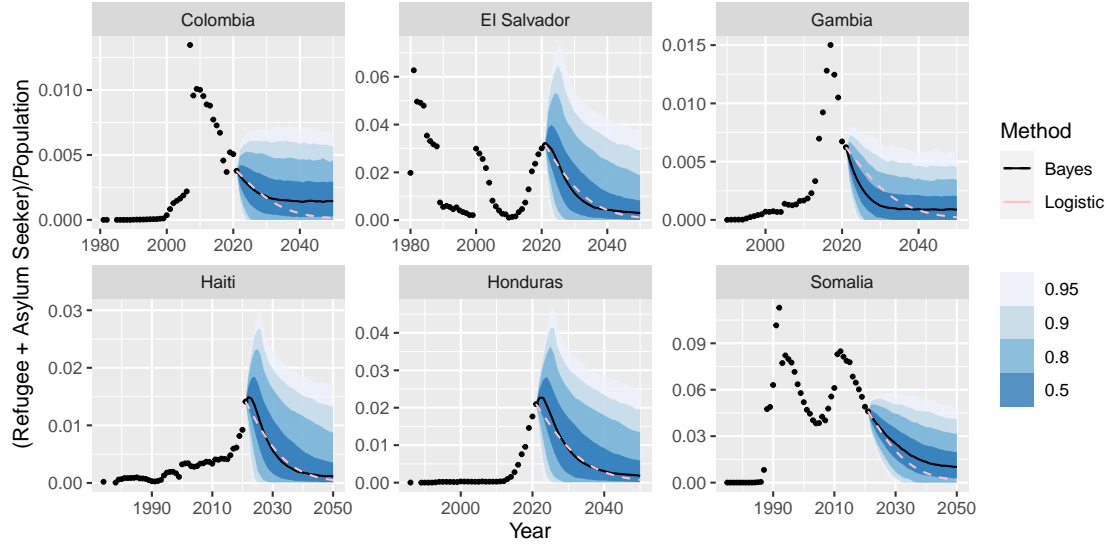 Colombia
El Salvador
Gambia
0.010
0.005
0.000
1980 2000 2020 2040
0.06
0.04
0.02
0.00
1980 2000 2020 2040
0.015
0.010
0.005
0.000
2000 2020 2040
Haiti
Honduras
Somalia
0.03
0.02
0.01
0.00
1990 2010 2030 2050
0.04
0.03
0.02
0.01
0.00
2000 2020 2040
0.09
0.06
0.03
0.00
1990 2010 2030 2050
(Refugee + Asylum Seeker)/Population
Year
Method
Bayes
Logistic
0.95
0.9
0.8
0.5